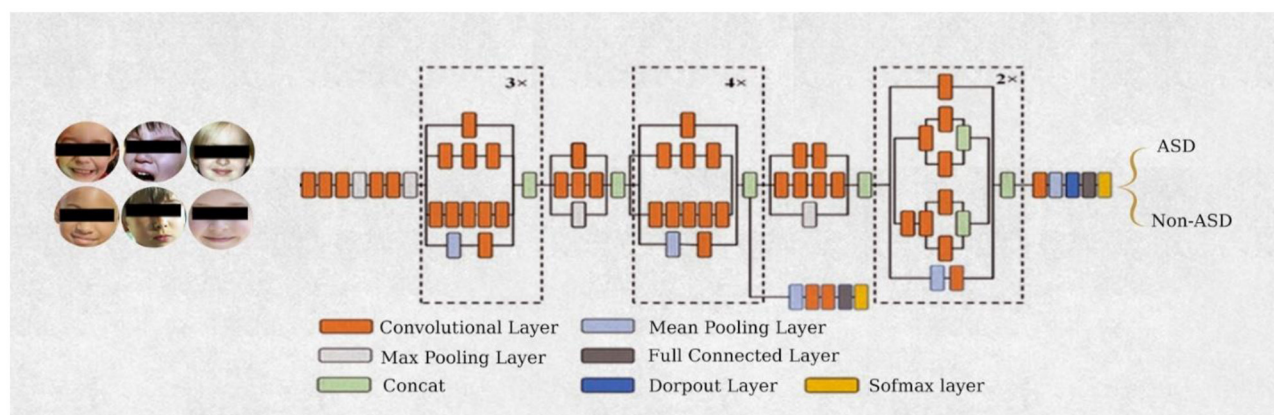 3×
4×
2×
ASD
Non-ASD
Convolutional Layer
Mean Pooling Layer
Max Pooling Layer
Full Connected Layer
Concat
Dorpout Layer
Sofmax layer